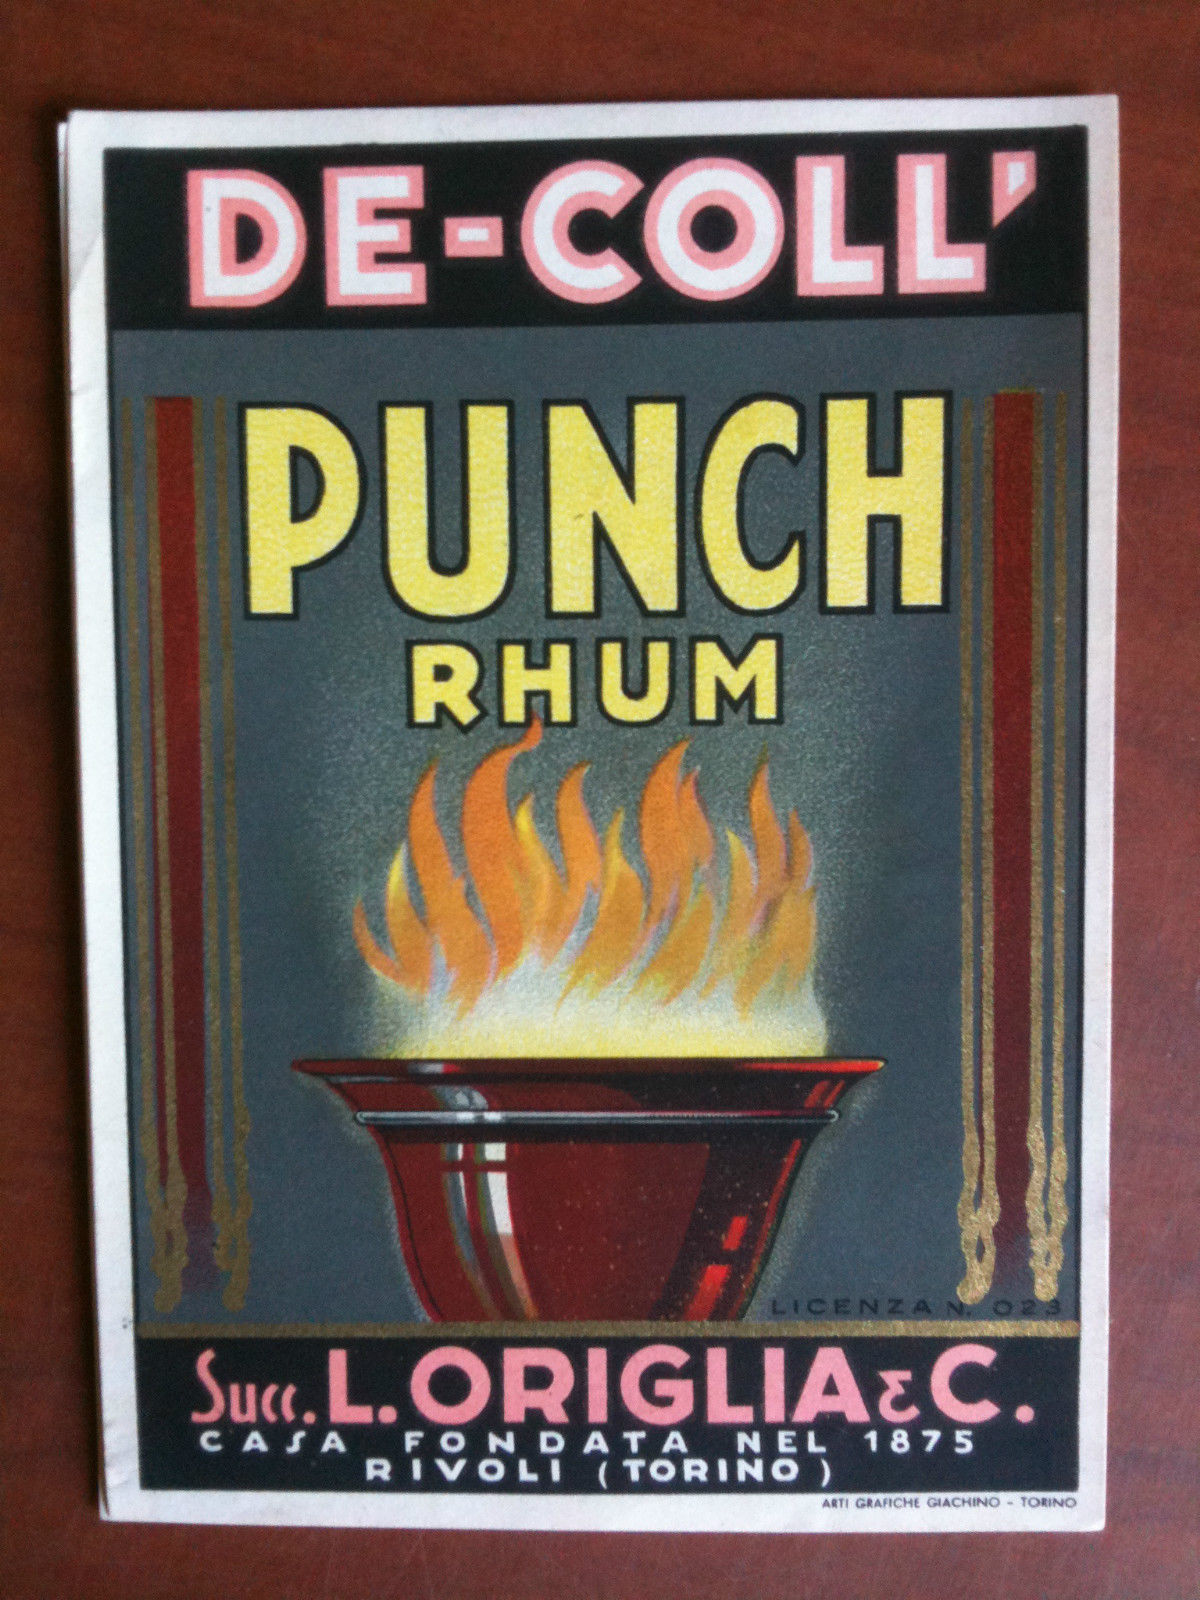 DE-COLL'
PUNCH
RHUM
LICENZA N. 023
Succ. L. ORIGLIA & C.
CASA FONDATA NEL 1875
RIVOLI (TORINO)
ARTI GRAFICHE GIACHINO - TORINO